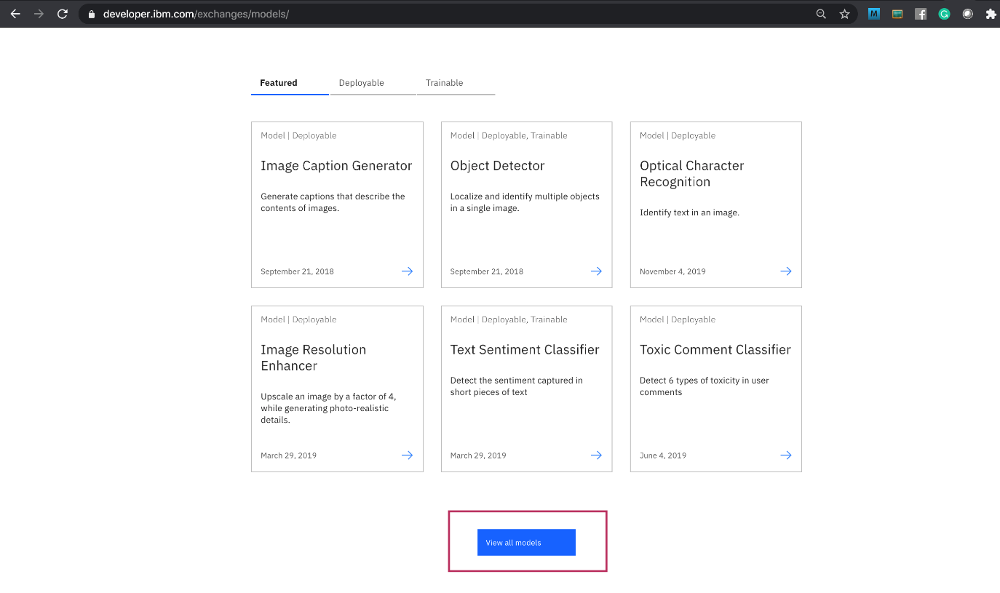 developer.ibm.com/exchanges/models/
M
f
G
Featured
Deployable
Trainable
Model | Deployable
Image Caption Generator
Generate captions that describe the
contents of images.
September 21, 2018
Model | Deployable, Trainable
Object Detector
Localize and identify multiple objects
in a single image.
September 21, 2018
Model | Deployable
Optical Character
Recognition
Identify text in an image.
November 4, 2019
Model | Deployable
Image Resolution
Enhancer
Upscale an image by a factor of 4,
while generating photo-realistic
details.
March 29, 2019
Model | Deployable, Trainable
Text Sentiment Classifier
Detect the sentiment captured in
short pieces of text
March 29, 2019
Model | Deployable
Toxic Comment Classifier
Detect 6 types of toxicity in user
comments
June 4, 2019
View all models